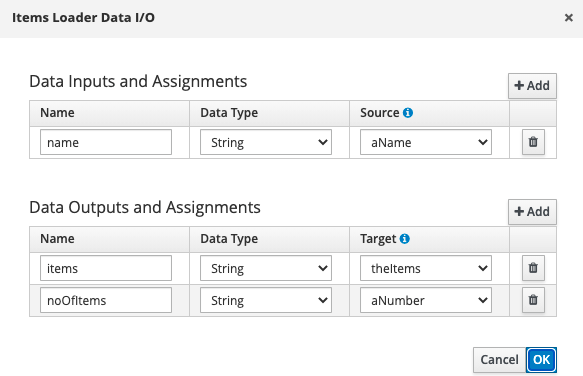 Items Loader Data I/O ×
Data Inputs and Assignments
+ Add
Name Data Type Source
name String aName
Data Outputs and Assignments
+ Add
Name Data Type Target
items String theItems
noOfItems String aNumber
Cancel OK